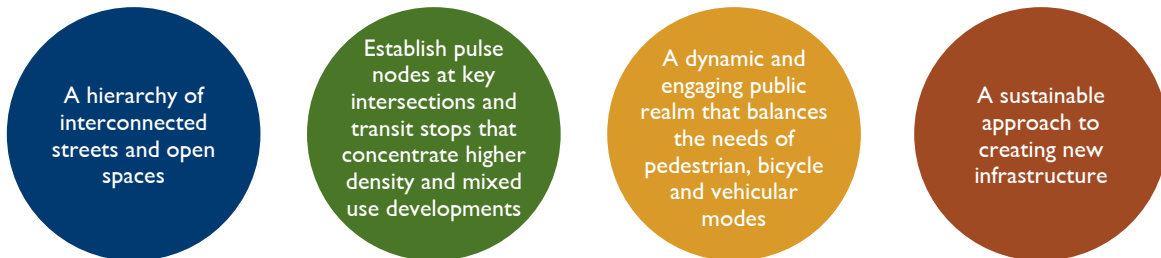 A hierarchy of
interconnected
streets and open
spaces
Establish pulse
nodes at key
intersections and
transit stops that
concentrate higher
density and mixed
use developments
A dynamic and
engaging public
realm that balances
the needs of
pedestrian, bicycle
and vehicular
modes
A sustainable
approach to
creating new
infrastructure